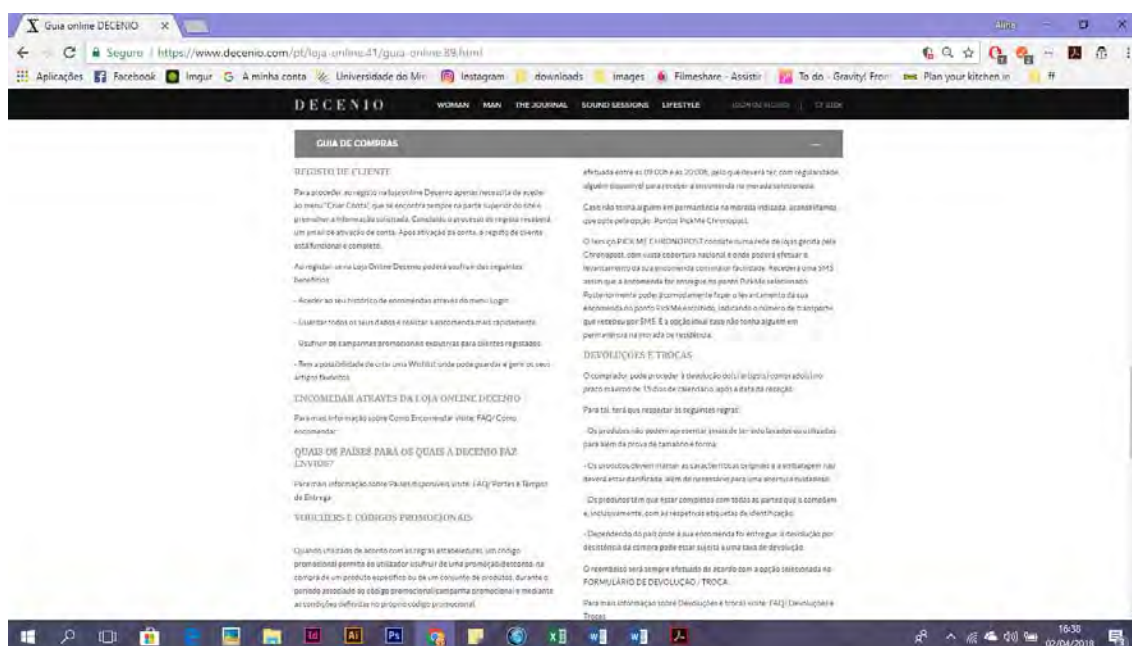 Guia online DECENIO
Aline
Seguro | https://www.decenio.com/pt/loja-online.41/guia-online.89.html
Aplicações Facebook Imgur A minha conta Universidade do Min Instagram downloads images Filmeshare - Assistir To do - Gravity! Fron Plan your kitchen in ff
DECENIO WOMAN MAN THE JOURNAL SOUND SESSIONS LIFESTYLE
GUIA DE COMPRAS
REGISTO DE CLIENTE
Para proceder ao registo na loja online Decenio apenas necessita de aceder
ao menu "Criar Conta", que se encontra sempre na parte superior do site e
preencher a informação solicitada. Concluído o processo de registo receberá
um email de ativação de conta. Após ativação da conta, o registo de cliente
está funcional e completo.
Ao registar-se na Loja Online Decenio poderá usufruir dos seguintes
benefícios:
- Aceder ao seu histórico de encomendas através do menu Login.
- Guardar todos os seus dados e realizar a encomenda mais rapidamente.
- Usufruir de campanhas promocionais exclusivas para clientes registados.
- Tem a possibilidade de criar uma Wishlist onde pode guardar e gerir os seus
artigos favoritos.
ENCOMEDAR ATRAVÉS DA LOJA ONLINE DECENIO
Para mais informação sobre Como Encomendar visite: FAQ/ Como
encomendar
QUAIS OS PAÍSES PARA OS QUAIS A DECENIO FAZ
ENVIOS?
Para mais informação sobre Países disponíveis visite: FAQ/ Portes e Tempos
de Entrega
VOUCHERS E CÓDIGOS PROMOCIONAIS
Quando utilizado de acordo com as regras estabelecidas, um código
promocional permite ao utilizador usufruir de uma promoção/desconto, na
compra de um produto específico ou de um conjunto de produtos, durante o
período associado ao código promocional/campanha promocional e mediante
as condições definidas no próprio código promocional.
efetuada entre as 09:00h e as 20:00h, pelo que deverá ter, com regularidade,
alguém disponível para receber a encomenda na morada selecionada.
Caso não tenha alguém em permanência na morada indicada, aconselhamos
que opte pela opção: Pontos PickMe Chronopost.
O serviço PICK ME CHRONOPOST consiste numa rede de lojas gerida pela
Chronopost, com vasta cobertura nacional e onde poderá efetuar o
levantamento da sua encomenda com maior facilidade. Receberá uma SMS
assim que a encomenda for entregue no ponto PickMe selecionado.
Posteriormente poderá comodamente fazer o levantamento da sua
encomenda no ponto PickMe escolhido, indicando o número de transporte
que recebeu por SMS. É a opção ideal caso não tenha alguém em
permanência na morada de residência.
DEVOLUÇÕES E TROCAS
O comprador pode proceder à devolução do(s) artigo(s) comprado(s) no
prazo máximo de 15 dias de calendário, após a data da receção.
Para tal, terá que respeitar as seguintes regras:
- Os produtos não podem apresentar sinais de ter sido lavados ou utilizados
para além da prova de tamanho e forma.
- Os produtos devem manter as características originais e a embalagem não
deverá estar danificada, além do necessário para uma abertura cuidadosa.
- Os produtos têm que estar completos com todas as partes que o compõem
e, inclusivamente, com as respetivas etiquetas de identificação.
- Dependendo do país onde a sua encomenda foi entregue, a devolução por
desistência da compra pode estar sujeita a uma taxa de devolução.
O reembolso será sempre efetuado de acordo com a opção selecionada no
FORMULÁRIO DE DEVOLUÇÃO / TROCA.
Para mais informação sobre Devoluções e trocas visite: FAQ/ Devoluções e
Trocas
16:38
02/04/2018